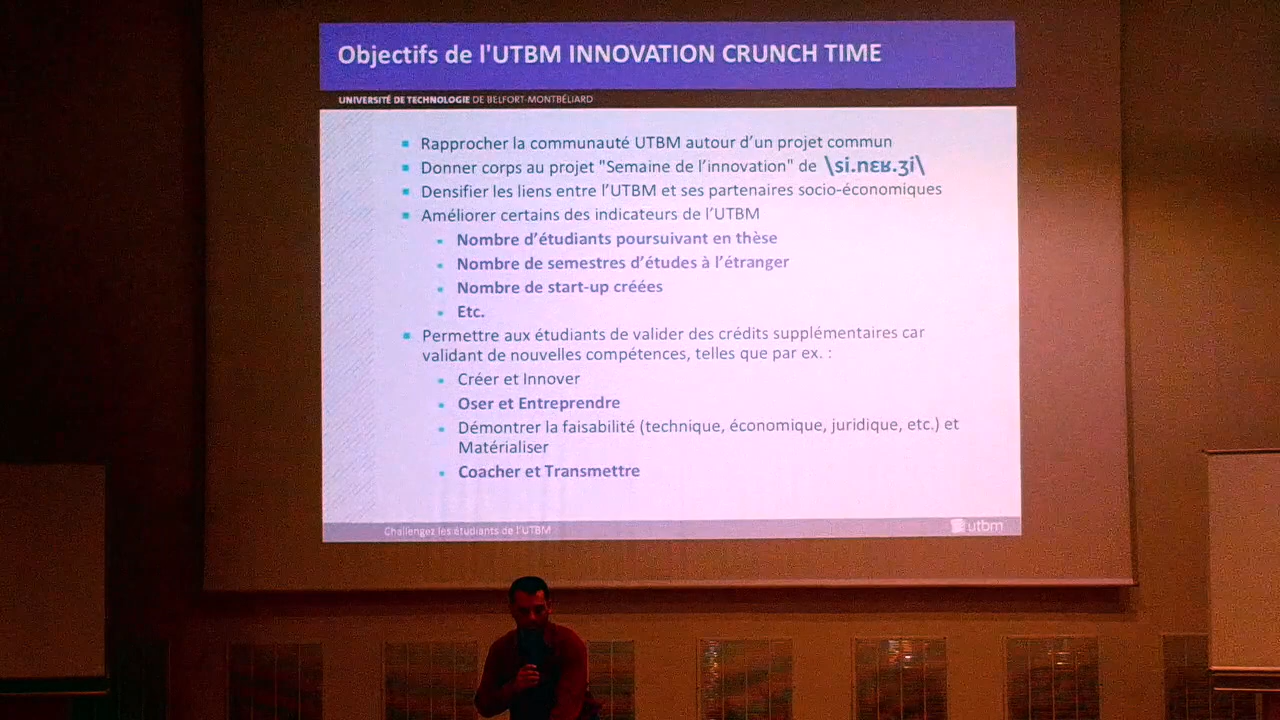 Objectifs de l'UTBM INNOVATION CRUNCH TIME
UNIVERSITÉ DE TECHNOLOGIE DE BELFORT-MONTBÉLIARD
Rapprocher la communauté UTBM autour d'un projet commun
Donner corps au projet "Semaine de l'innovation" de \si.nɛʁ.ʒi\
Densifier les liens entre l'UTBM et ses partenaires socio-économiques
Améliorer certains des indicateurs de l'UTBM
Nombre d'étudiants poursuivant en thèse
Nombre de semestres d'études à l'étranger
Nombre de start-up créées
Etc.
Permettre aux étudiants de valider des crédits supplémentaires car
validant de nouvelles compétences, telles que par ex. :
Créer et Innover
Oser et Entreprendre
Démontrer la faisabilité (technique, économique, juridique, etc.) et
Matérialiser
Coacher et Transmettre
Challengez les étudiants de l'UTBM
utbm